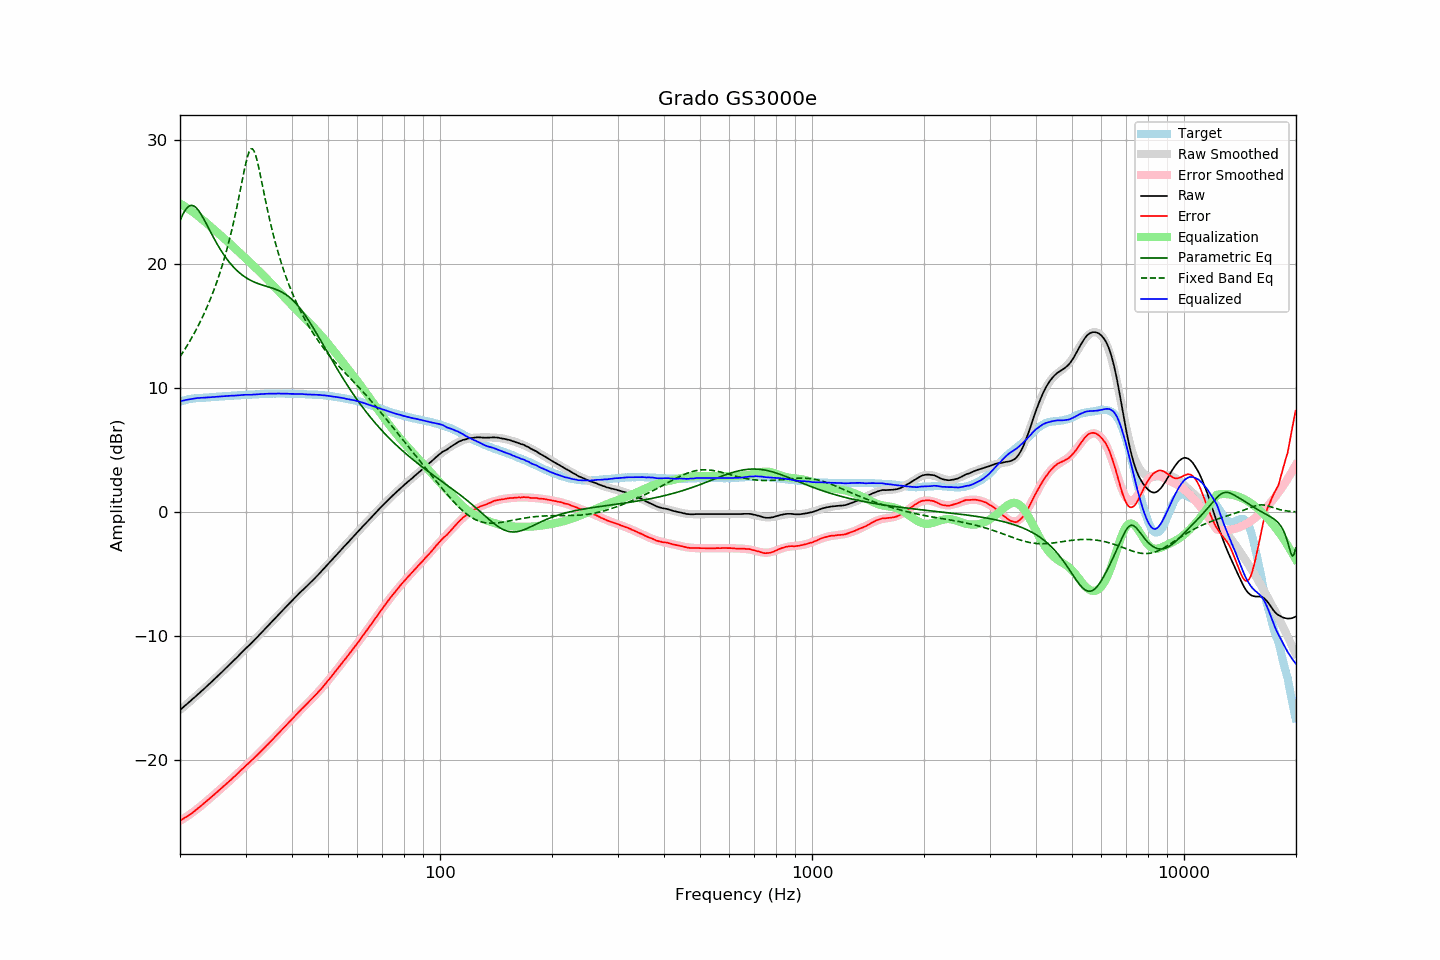 Grado GS3000e
30
20
10
0
−10
−20
Amplitude (dBr)
100
1000
10000
Frequency (Hz)
Target
Raw Smoothed
Error Smoothed
Raw
Error
Equalization
Parametric Eq
Fixed Band Eq
Equalized